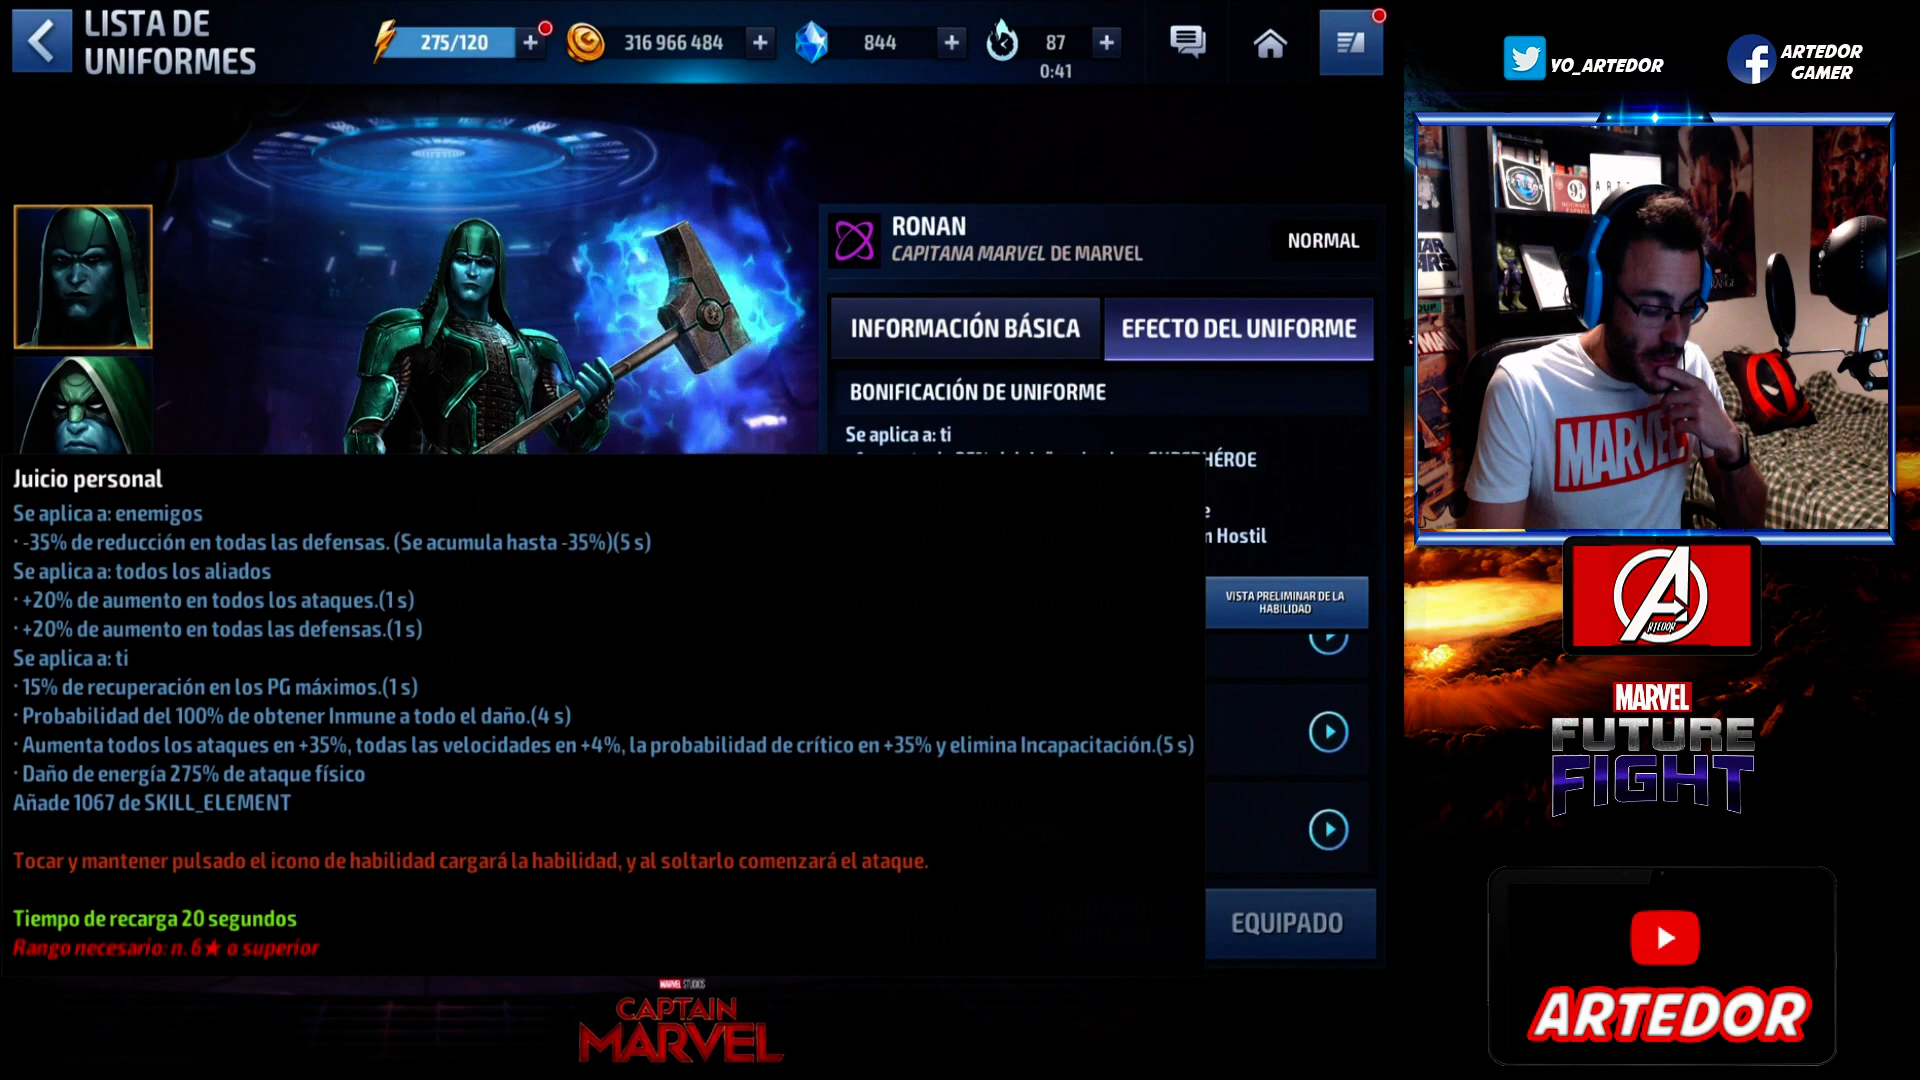 LISTA DE
UNIFORMES
275/120
316 966 484
844
87
0:41
YO_ARTEDOR
ARTEDOR
GAMER
RONAN
CAPITANA MARVEL DE MARVEL
NORMAL
INFORMACIÓN BÁSICA
EFECTO DEL UNIFORME
BONIFICACIÓN DE UNIFORME
Se aplica a: ti
Juicio personal
Se aplica a: enemigos
· -35% de reducción en todas las defensas. (Se acumula hasta -35%)(5 s)
Se aplica a: todos los aliados
· +20% de aumento en todos los ataques.(1 s)
· +20% de aumento en todas las defensas.(1 s)
Se aplica a: ti
· 15% de recuperación en los PG máximos.(1 s)
· Probabilidad del 100% de obtener Inmune a todo el daño.(4 s)
· Aumenta todos los ataques en +35%, todas las velocidades en +4%, la probabilidad de crítico en +35% y elimina Incapacitación.(5 s)
· Daño de energía 275% de ataque físico
Añade 1067 de SKILL_ELEMENT
Tocar y mantener pulsado el icono de habilidad cargará la habilidad, y al soltarlo comenzará el ataque.
Tiempo de recarga 20 segundos
Rango necesario: n. 6★ o superior
Hostil
VISTA PRELIMINAR DE LA
HABILIDAD
EQUIPADO
MARVEL STUDIOS
CAPTAIN
MARVEL
MARVEL
ARTEDOR
MARVEL
FUTURE
FIGHT
ARTEDOR